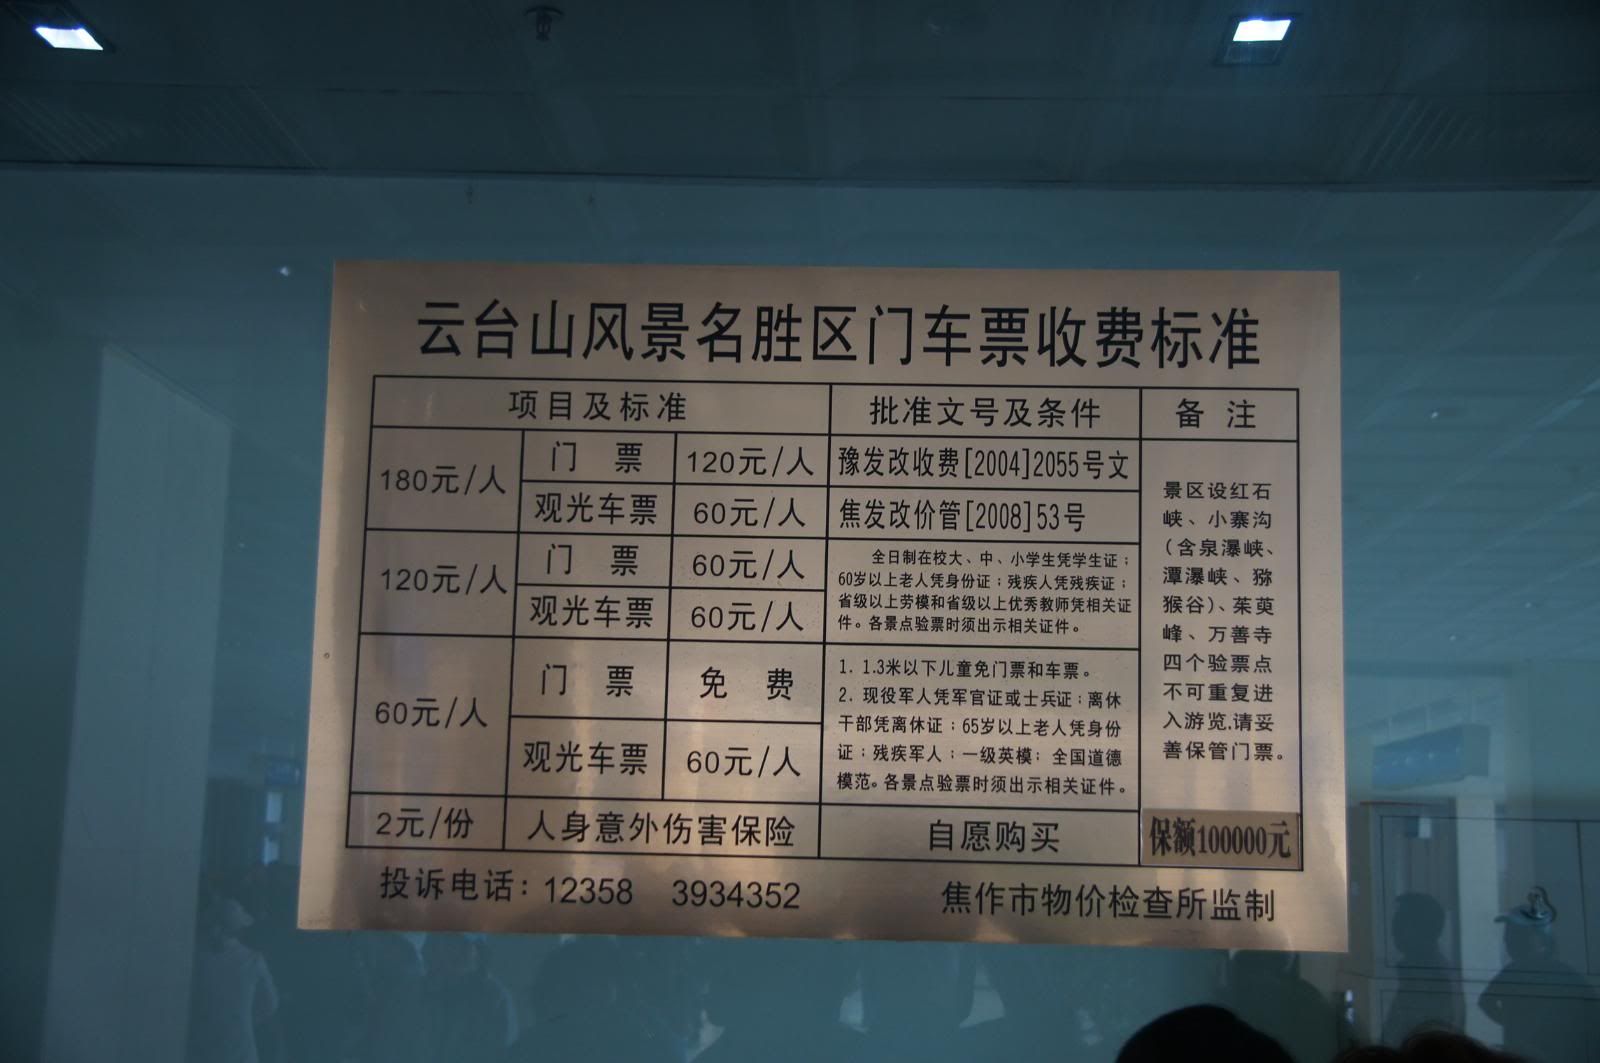 云台山风景名胜区门车票收费标准
项目及标准 批准文号及条件 备 注
180元/人 门 票 120元/人 豫发改收费[2004]2055号文
观光车票 60元/人 焦发改价管[2008]53号
120元/人 门 票 60元/人
观光车票 60元/人
全日制在校大、中、小学生凭学生证；
60岁以上老人凭身份证；残疾人凭残疾证；
省级以上劳模和省级以上优秀教师凭相关证
件。各景点验票时须出示相关证件。
60元/人 门 票 免 费
观光车票 60元/人
1. 1.3米以下儿童免门票和车票。
2. 现役军人凭军官证或士兵证；离休
干部凭离休证；65岁以上老人凭身份
证；残疾军人；一级英模；全国道德
模范。各景点验票时须出示相关证件。
景区设红石
峡、小寨沟
（含泉瀑峡、
潭瀑峡、猕
猴谷）、茱萸
峰、万善寺
四个验票点
不可重复进
入游览.请妥
善保管门票。
2元/份 人身意外伤害保险 自愿购买 保额100000元
投诉电话：12358 3934352 焦作市物价检查所监制